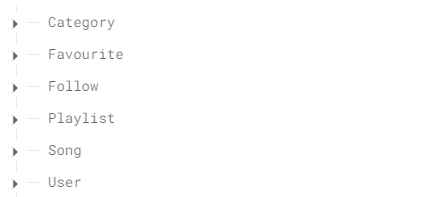 Category
Favourite
Follow
Playlist
Song
User